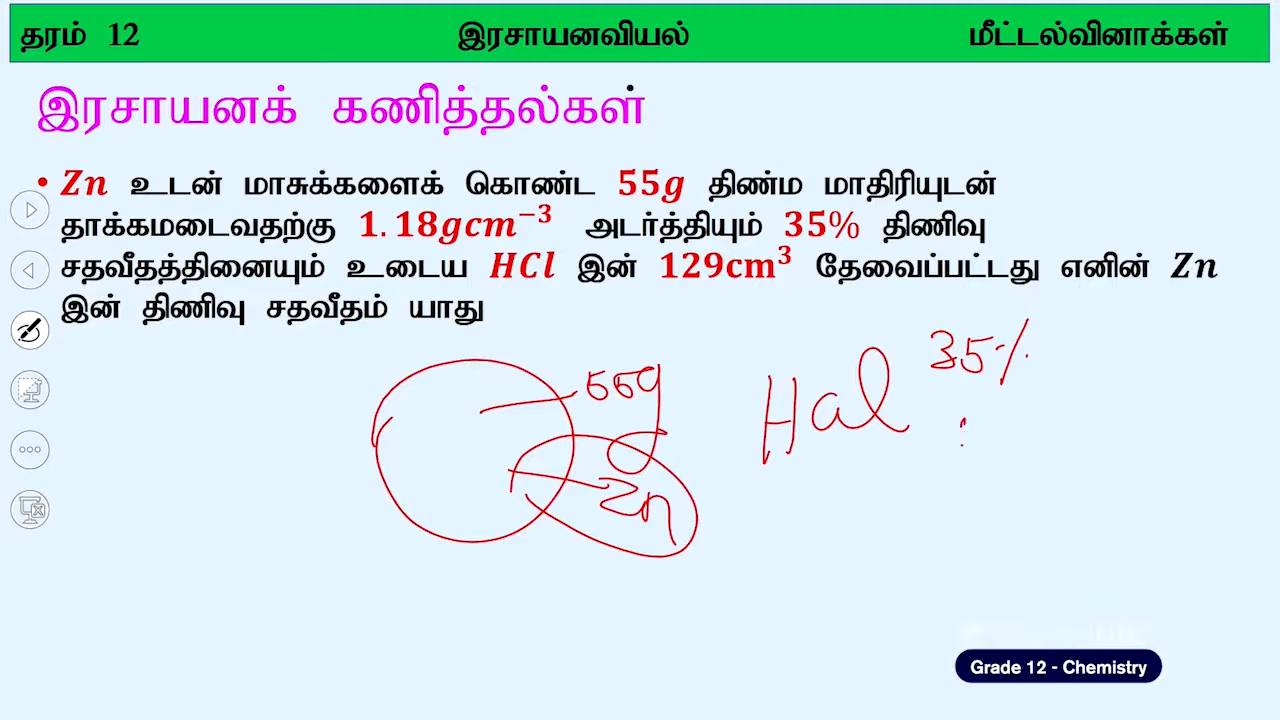 தரம் 12 இரசாயனவியல் மீட்டல்வினாக்கள்
இரசாயனக் கணித்தல்கள்
• Zn உடன் மாசுக்களைக் கொண்ட 55g திண்ம மாதிரியுடன்
தாக்கமடைவதற்கு 1.18gcm⁻³ அடர்த்தியும் 35% திணிவு
சதவீதத்தினையும் உடைய HCl இன் 129cm³ தேவைப்பட்டது எனின் Zn
இன் திணிவு சதவீதம் யாது
55g
Zn
HCl 35%
Grade 12 - Chemistry